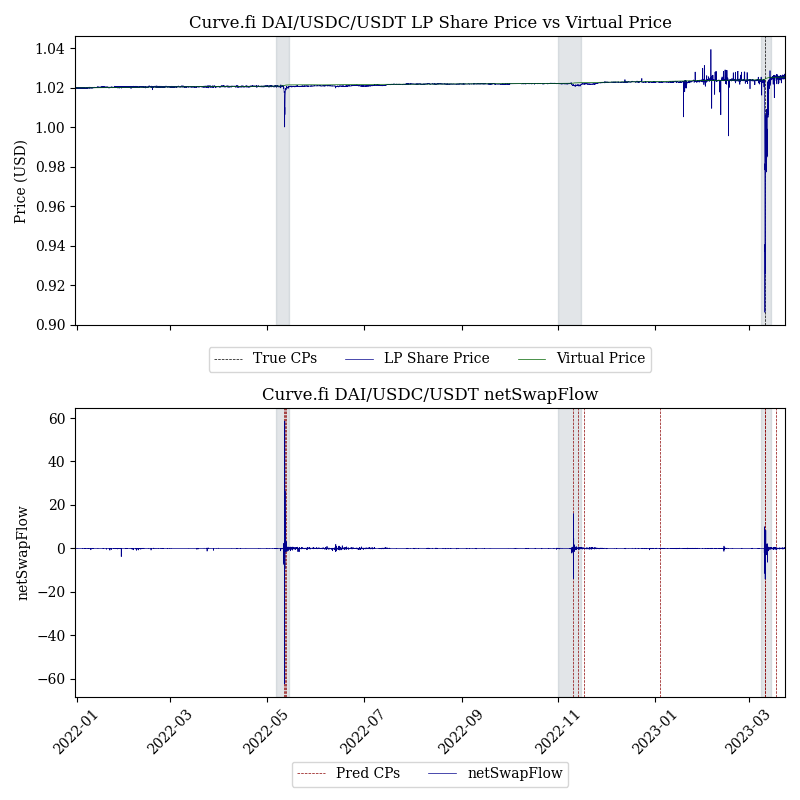 Curve.fi DAI/USDC/USDT LP Share Price vs Virtual Price
1.04
1.02
1.00
0.98
0.96
0.94
0.92
0.90
Price (USD)
True CPs
LP Share Price
Virtual Price
Curve.fi DAI/USDC/USDT netSwapFlow
60
40
20
0
−20
−40
−60
netSwapFlow
2022-01
2022-03
2022-05
2022-07
2022-09
2022-11
2023-01
2023-03
Pred CPs
netSwapFlow